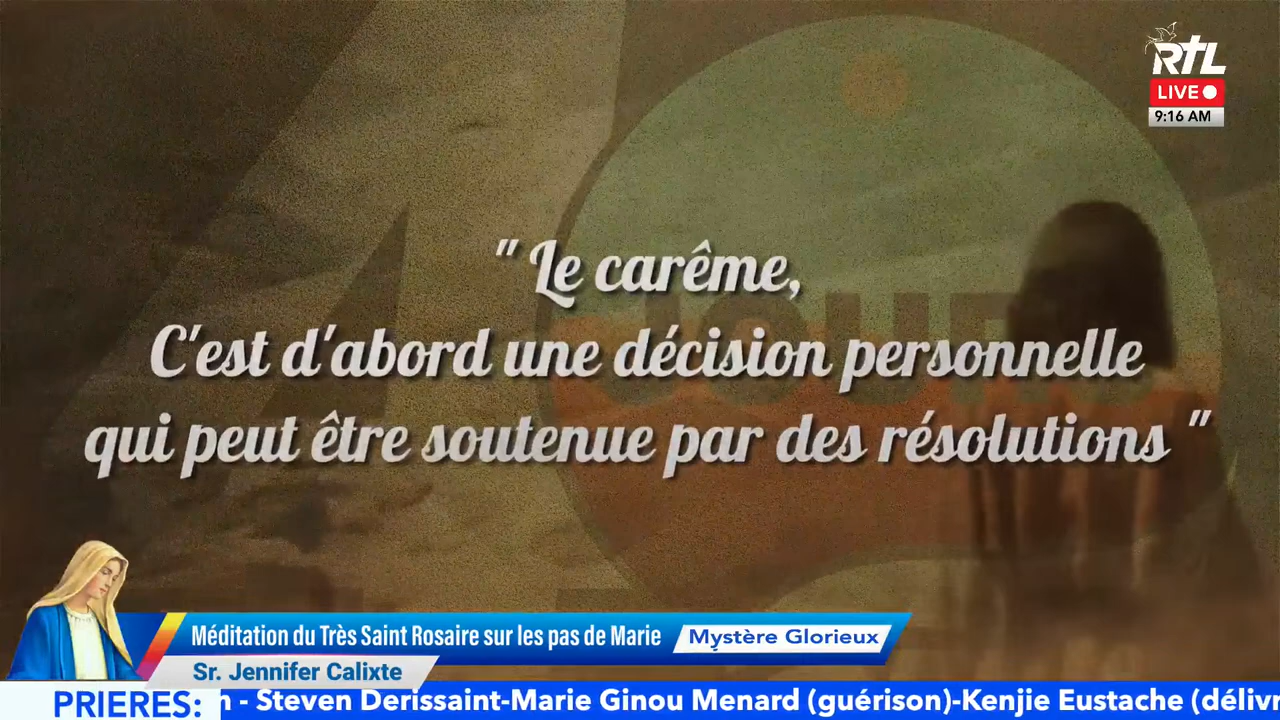 RTL
LIVE
9:16 AM
" Le carême,
C'est d'abord une décision personnelle
qui peut être soutenue par des résolutions "
JOURS
Méditation du Très Saint Rosaire sur les pas de Marie
Mystère Glorieux
Sr. Jennifer Calixte
PRIERES:
- Steven Derissaint-Marie Ginou Menard (guérison)-Kenjie Eustache